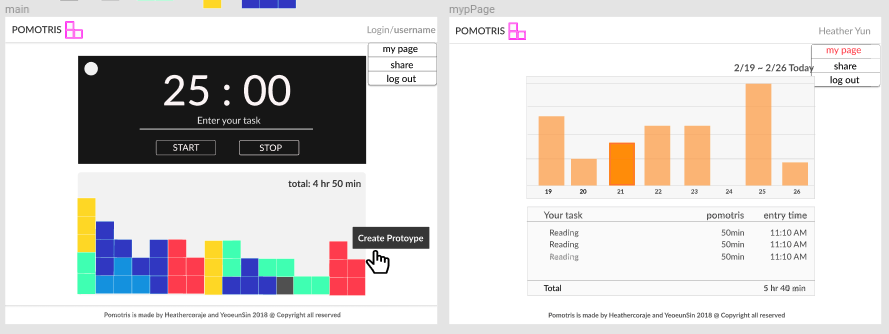 main
POMOTRIS
Login/username
my page
share
log out
25 : 00
Enter your task
START
STOP
total: 4 hr 50 min
Create Protoype
Pomotris is made by Heathercoraje and YeoeunSin 2018 @ Copyright all reserved
mypPage
POMOTRIS
Heather Yun
my page
share
log out
2/19 ~ 2/26 Today
19 20 21 22 23 24 25 26
Your task pomotris entry time
Reading 50min 11:10 AM
Reading 50min 11:10 AM
Reading 50min 11:10 AM
Total 5 hr 40 min
Pomotris is made by Heathercoraje and YeoeunSin 2018 @ Copyright all reserved